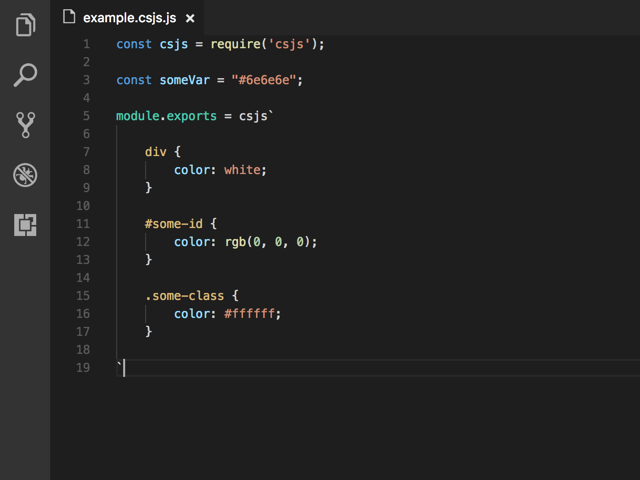 example.csjs.js ×
1 const csjs = require('csjs');
2
3 const someVar = "#6e6e6e";
4
5 module.exports = csjs`
6
7 div {
8 color: white;
9 }
10
11 #some-id {
12 color: rgb(0, 0, 0);
13 }
14
15 .some-class {
16 color: #ffffff;
17 }
18
19 `